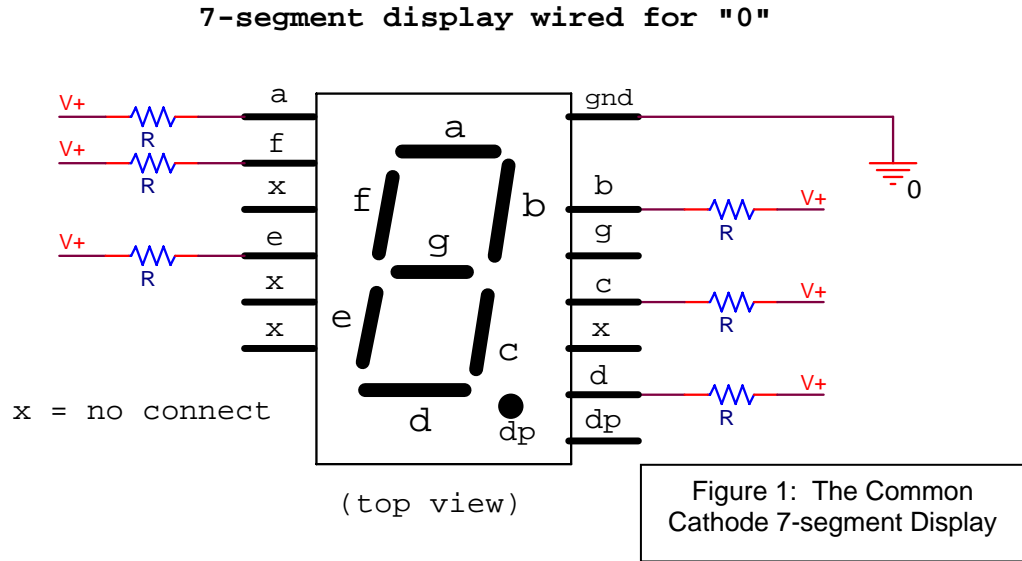 7-segment display wired for "0"
V+ R a
V+ R f
x
V+ R e
x
x
x = no connect
a
f b
g
e c
d dp
gnd 0
b R V+
g
c R V+
x
d R V+
dp
(top view)
Figure 1: The Common
Cathode 7-segment Display